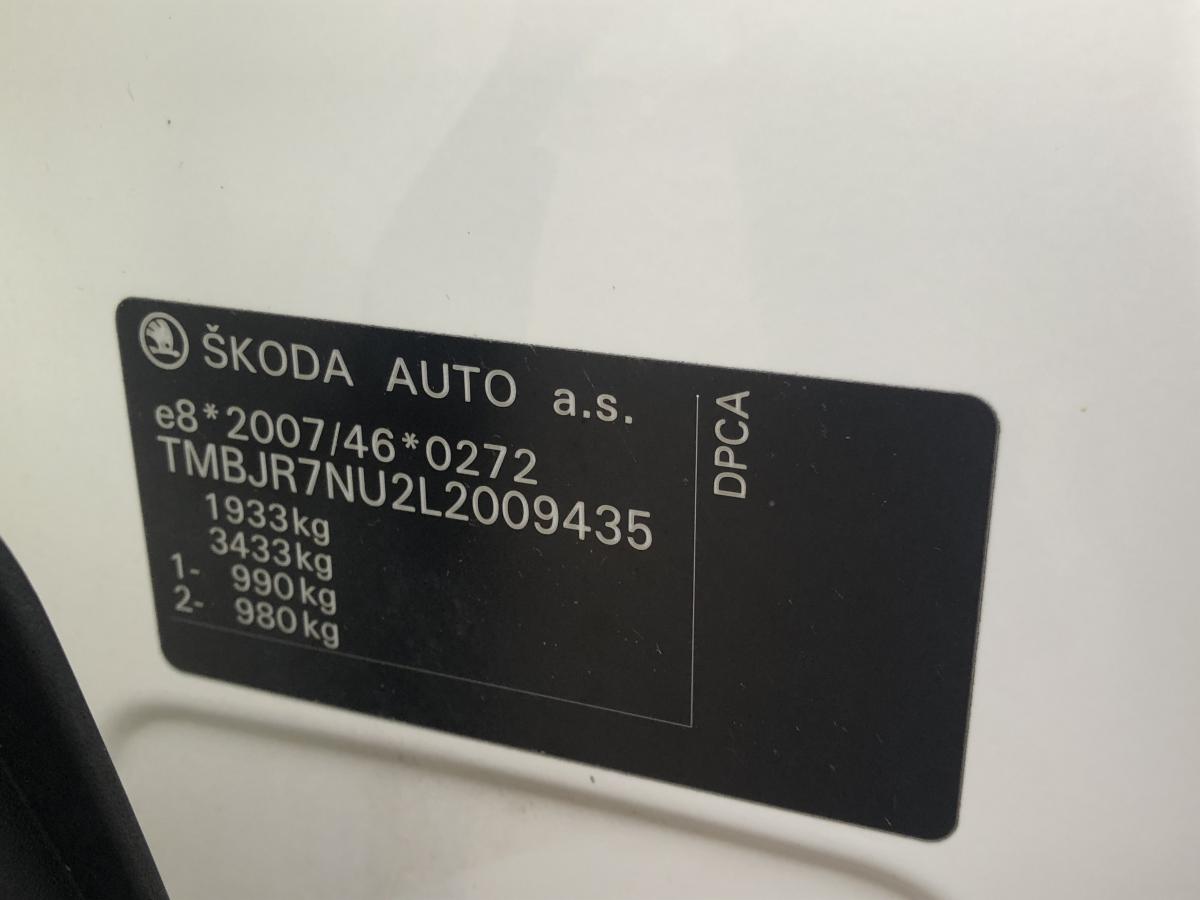 ŠKODA AUTO a.s.
e8*2007/46*0272
TMBJR7NU2L2009435
1933kg
3433kg
1- 990kg
2- 980kg
DPCA